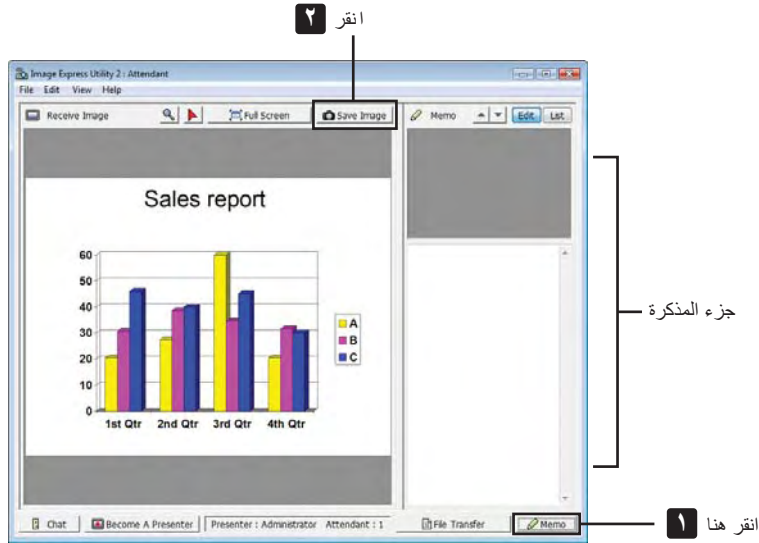 انقر ٢
Image Express Utility 2 : Attendant
File Edit View Help
Receive Image Full Screen Save Image Memo Edit List
Sales report
60
50
40
30
20
10
0
1st Qtr 2nd Qtr 3rd Qtr 4th Qtr
A
B
C
جزء المذكرة
Chat Become A Presenter Presenter : Administrator Attendant : 1 File Transfer Memo
انقر هنا ١